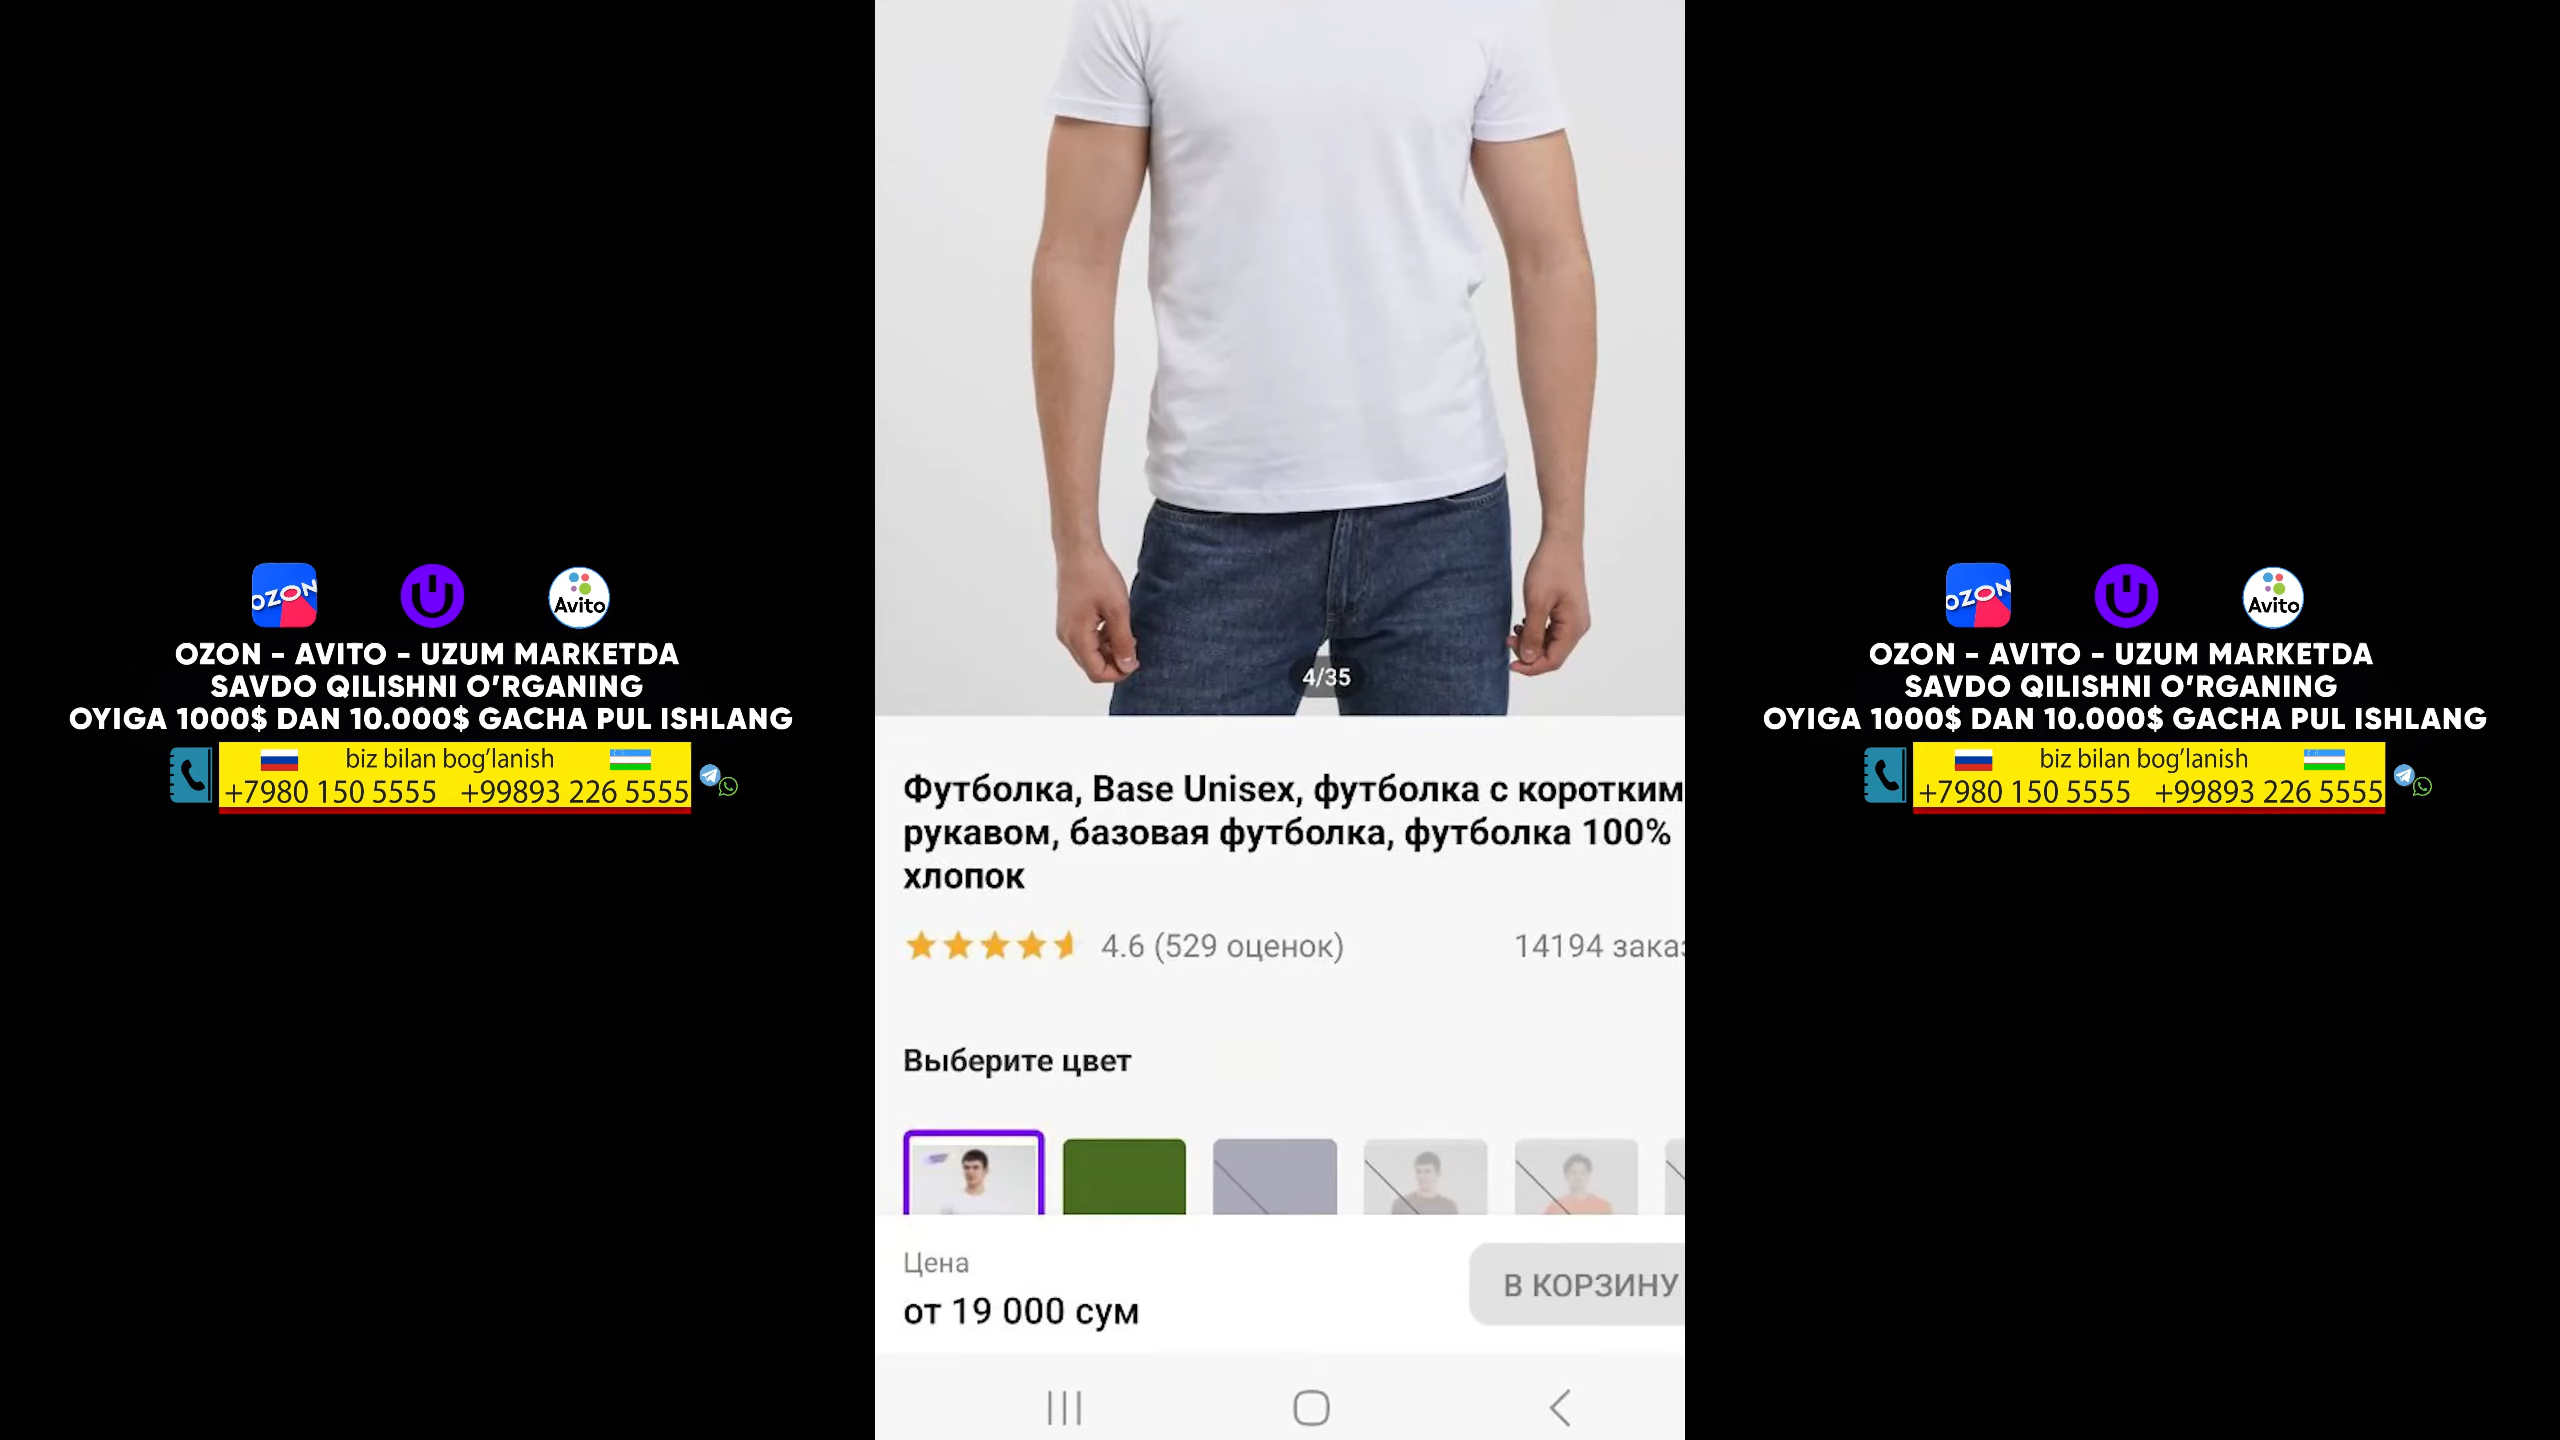 OZON
Avito
OZON - AVITO - UZUM MARKETDA
SAVDO QILISHNI O'RGANING
OYIGA 1000$ DAN 10.000$ GACHA PUL ISHLANG
biz bilan bog'lanish
+7980 150 5555 +99893 226 5555
4/35
Футболка, Base Unisex, футболка с коротким
рукавом, базовая футболка, футболка 100%
хлопок
4.6 (529 оценок)
14194 зака
Выберите цвет
Цена
от 19 000 сум
В КОРЗИНУ
OZON
Avito
OZON - AVITO - UZUM MARKETDA
SAVDO QILISHNI O'RGANING
OYIGA 1000$ DAN 10.000$ GACHA PUL ISHLANG
biz bilan bog'lanish
+7980 150 5555 +99893 226 5555